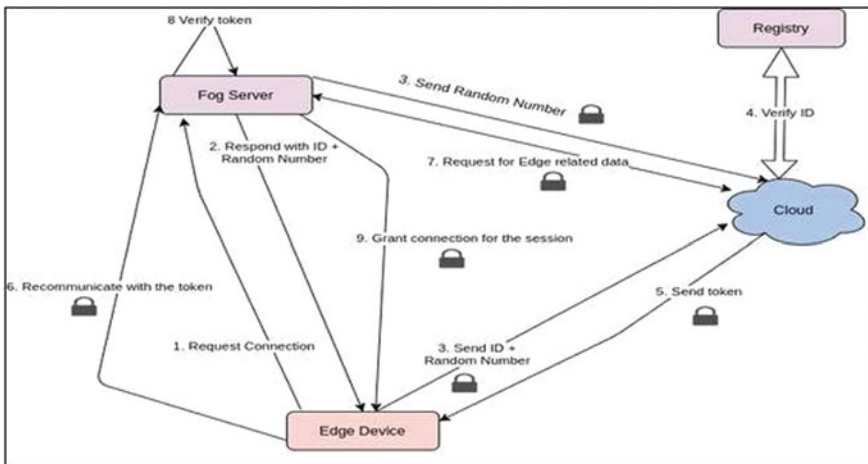 8 Verify token
Registry
Fog Server
3. Send Random Number
4. Verify ID
2. Respond with ID +
Random Number
7. Request for Edge related data
Cloud
9. Grant connection for the session
6. Recommunicate with the token
5. Send token
1. Request Connection
3. Send ID +
Random Number
Edge Device